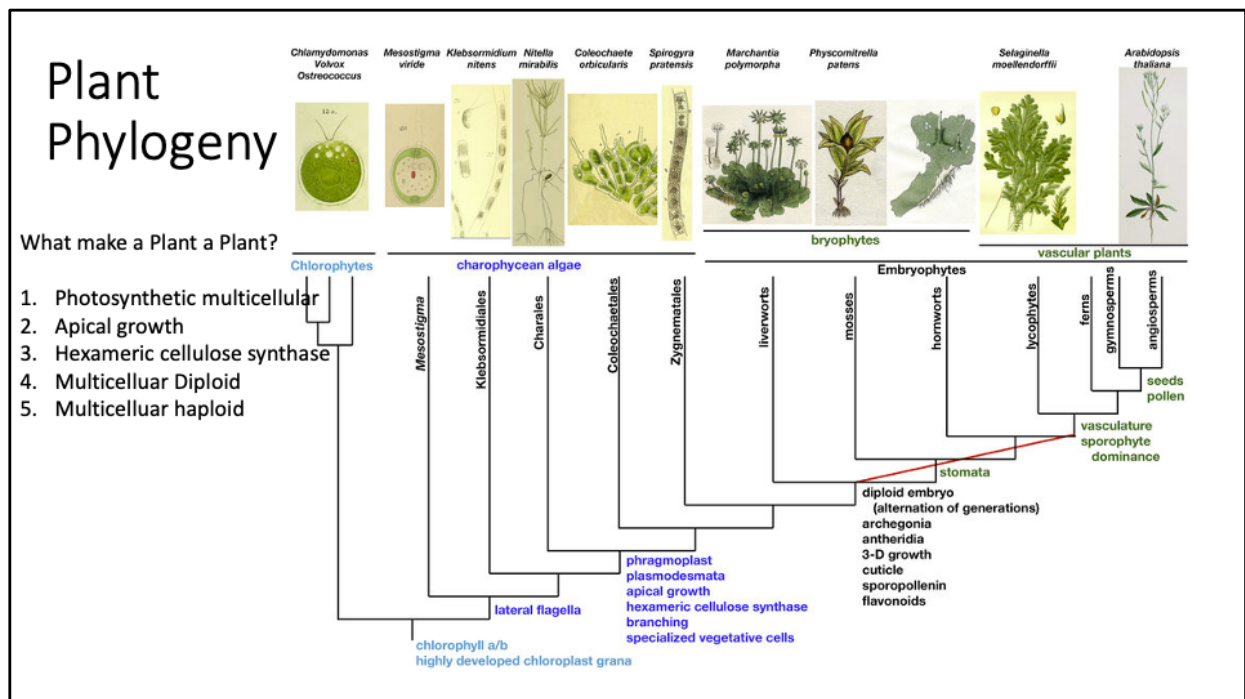 Plant
Phylogeny
What make a Plant a Plant?
1. Photosynthetic multicellular
2. Apical growth
3. Hexameric cellulose synthase
4. Multicelluar Diploid
5. Multicelluar haploid
Chlamydomonas
Volvox
Ostreococcus
Mesostigma
viride
Klebsormidium
nitens
Nitella
mirabilis
Coleochaete
orbicularis
Spirogyra
pratensis
Marchantia
polymorpha
Physcomitrella
patens
Selaginella
moellendorffii
Arabidopsis
thaliana
bryophytes
vascular plants
Chlorophytes
charophycean algae
Embryophytes
Mesostigma
Klebsormidiales
Charales
Coleochaetales
Zygnematales
liverworts
mosses
hornworts
lycophytes
ferns
gymnosperms
angiosperms
seeds
pollen
vasculature
sporophyte
dominance
stomata
diploid embryo
(alternation of generations)
archegonia
antheridia
3-D growth
cuticle
sporopollenin
flavonoids
phragmoplast
plasmodesmata
apical growth
hexameric cellulose synthase
branching
specialized vegetative cells
lateral flagella
chlorophyll a/b
highly developed chloroplast grana